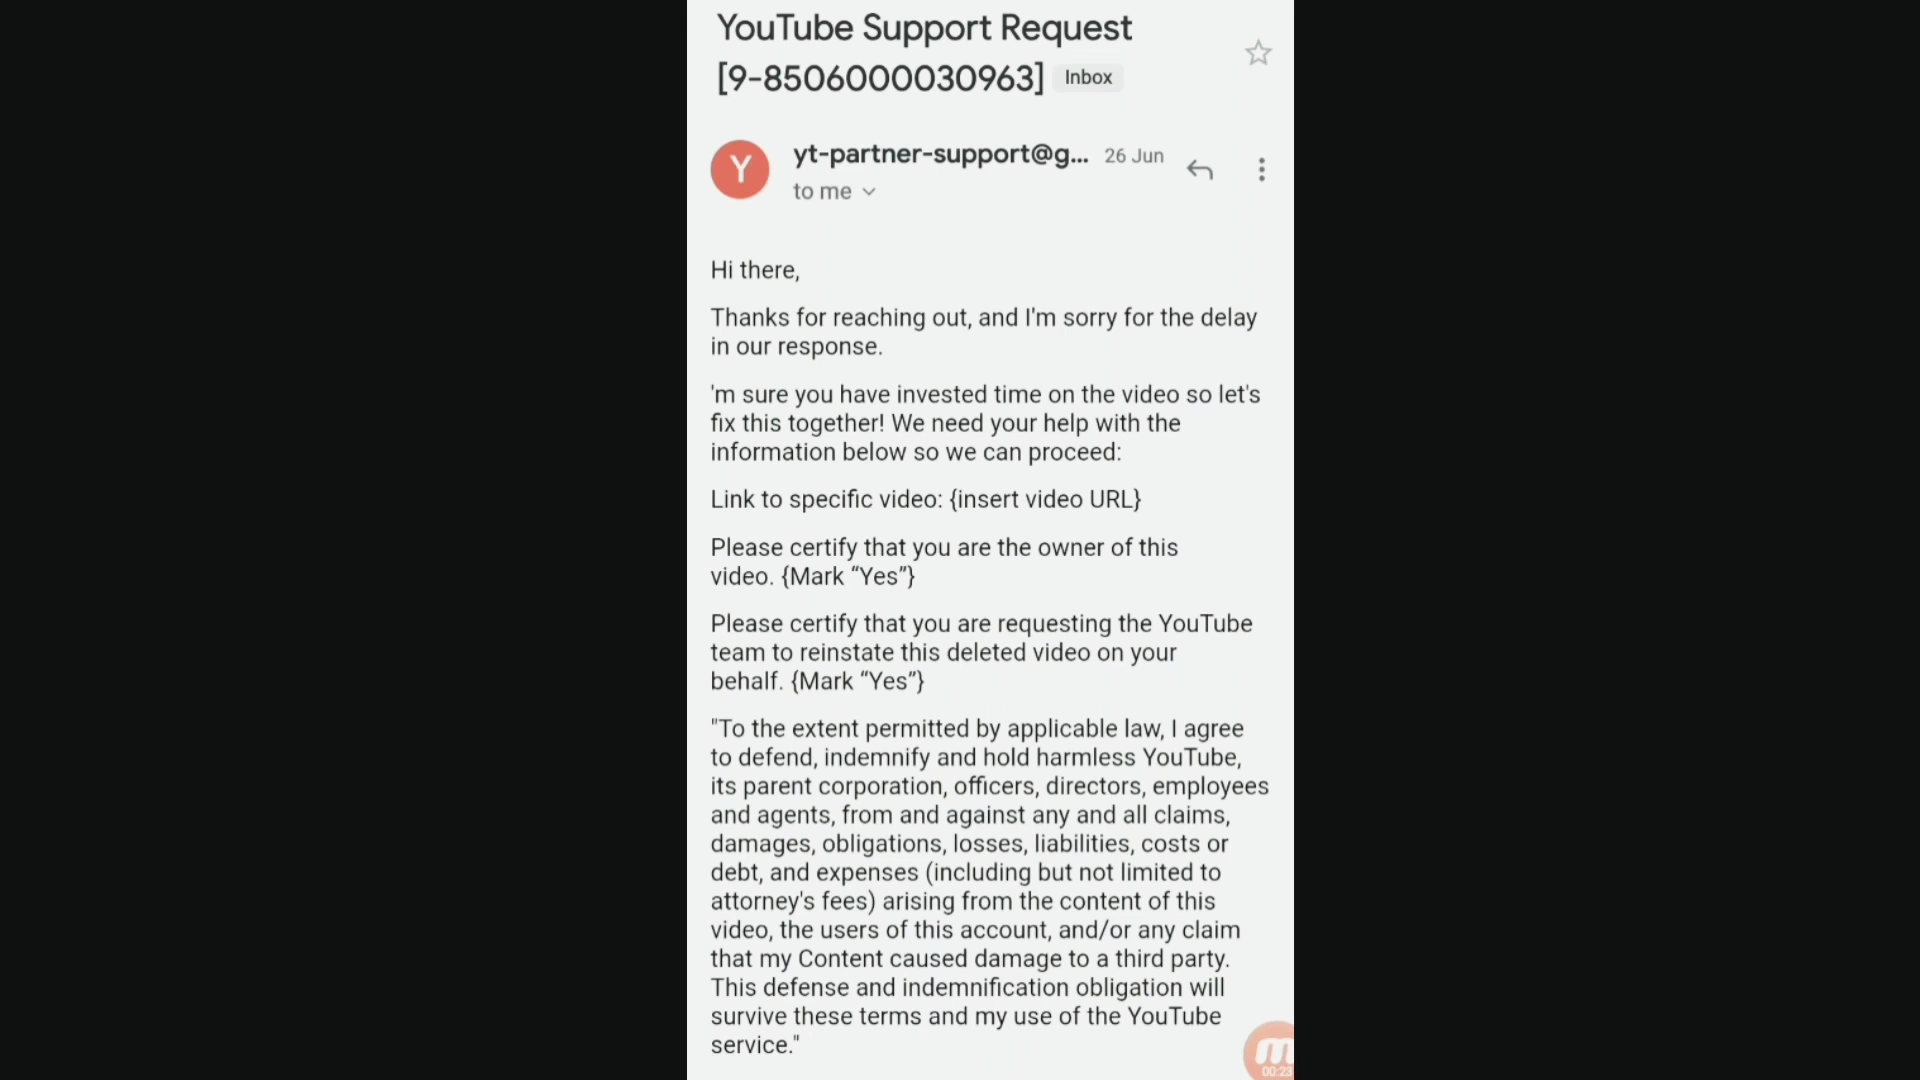 YouTube Support Request
[9-8506000030963] Inbox
yt-partner-support@g... 26 Jun
Y
to me
Hi there,
Thanks for reaching out, and I'm sorry for the delay
in our response.
'm sure you have invested time on the video so let's
fix this together! We need your help with the
information below so we can proceed:
Link to specific video: {insert video URL}
Please certify that you are the owner of this
video. {Mark “Yes”}
Please certify that you are requesting the YouTube
team to reinstate this deleted video on your
behalf. {Mark “Yes”}
"To the extent permitted by applicable law, I agree
to defend, indemnify and hold harmless YouTube,
its parent corporation, officers, directors, employees
and agents, from and against any and all claims,
damages, obligations, losses, liabilities, costs or
debt, and expenses (including but not limited to
attorney's fees) arising from the content of this
video, the users of this account, and/or any claim
that my Content caused damage to a third party.
This defense and indemnification obligation will
survive these terms and my use of the YouTube
service."
m
00:23